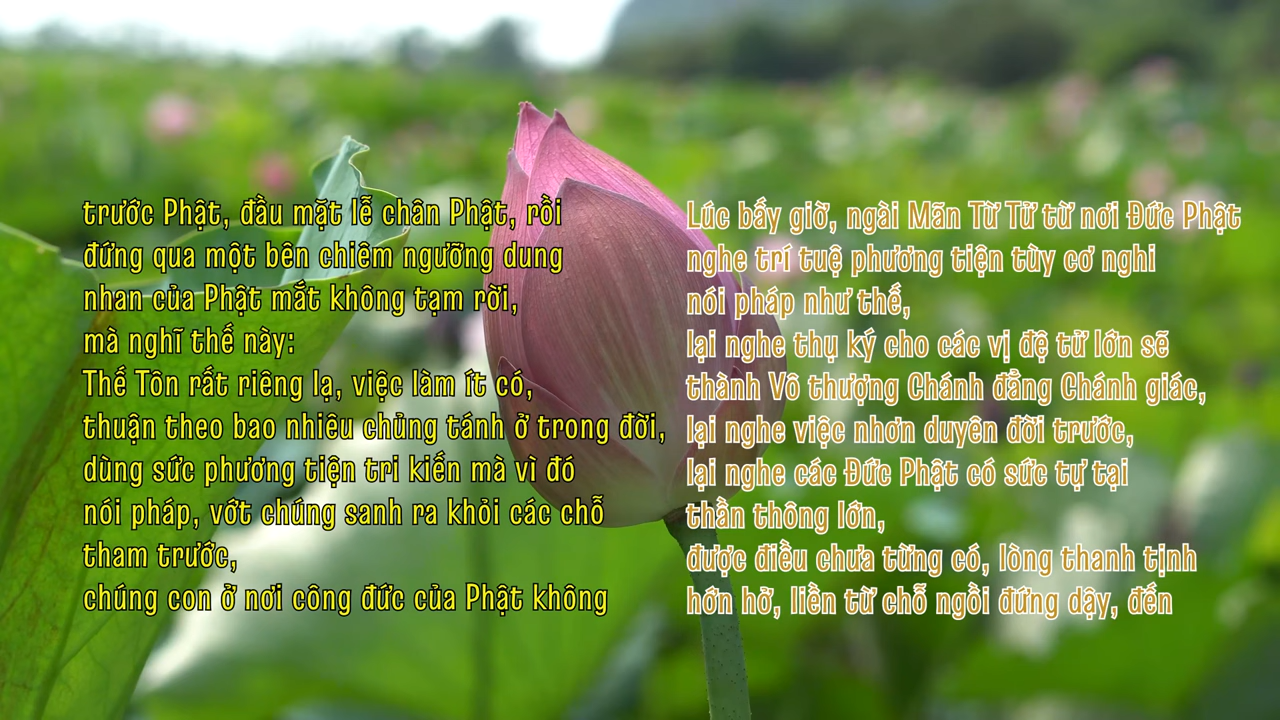 trước Phật, đầu mặt lễ chân Phật, rồi
đứng qua một bên chiêm ngưỡng dung
nhan của Phật mắt không tạm rời,
mà nghĩ thế này:
Thế Tôn rất riêng lạ, việc làm ít có,
thuận theo bao nhiêu chủng tánh ở trong đời,
dùng sức phương tiện tri kiến mà vì đó
nói pháp, vớt chúng sanh ra khỏi các chỗ
tham trước,
chúng con ở nơi công đức của Phật không
Lúc bấy giờ, ngài Mãn Từ Tử từ nơi Đức Phật
nghe trí tuệ phương tiện tùy cơ nghi
nói pháp như thế,
lại nghe thụ ký cho các vị đệ tử lớn sẽ
thành Vô thượng Chánh đẳng Chánh giác,
lại nghe việc nhơn duyên đời trước,
lại nghe các Đức Phật có sức tự tại
thần thông lớn,
được điều chưa từng có, lòng thanh tịnh
hớn hở, liền từ chỗ ngồi đứng dậy, đến